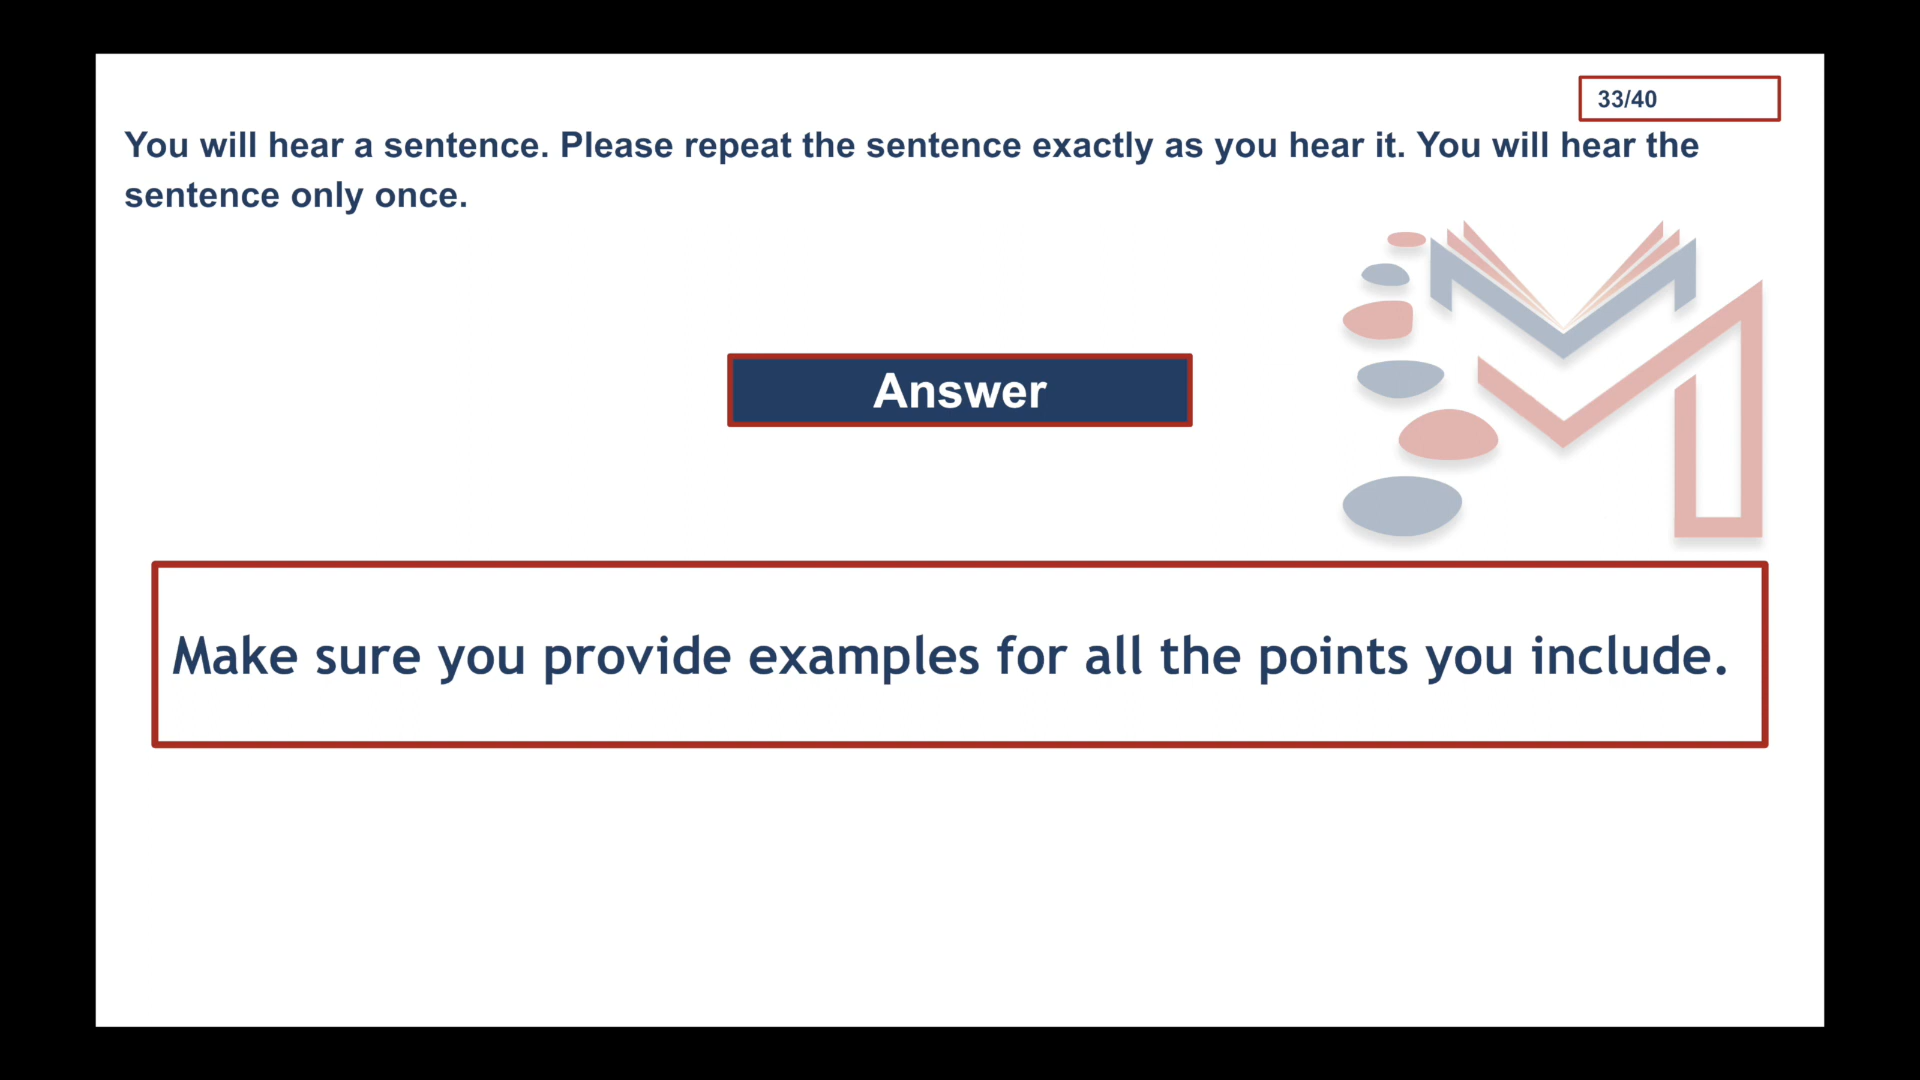 33/40
You will hear a sentence. Please repeat the sentence exactly as you hear it. You will hear the
sentence only once.
Answer
Make sure you provide examples for all the points you include.